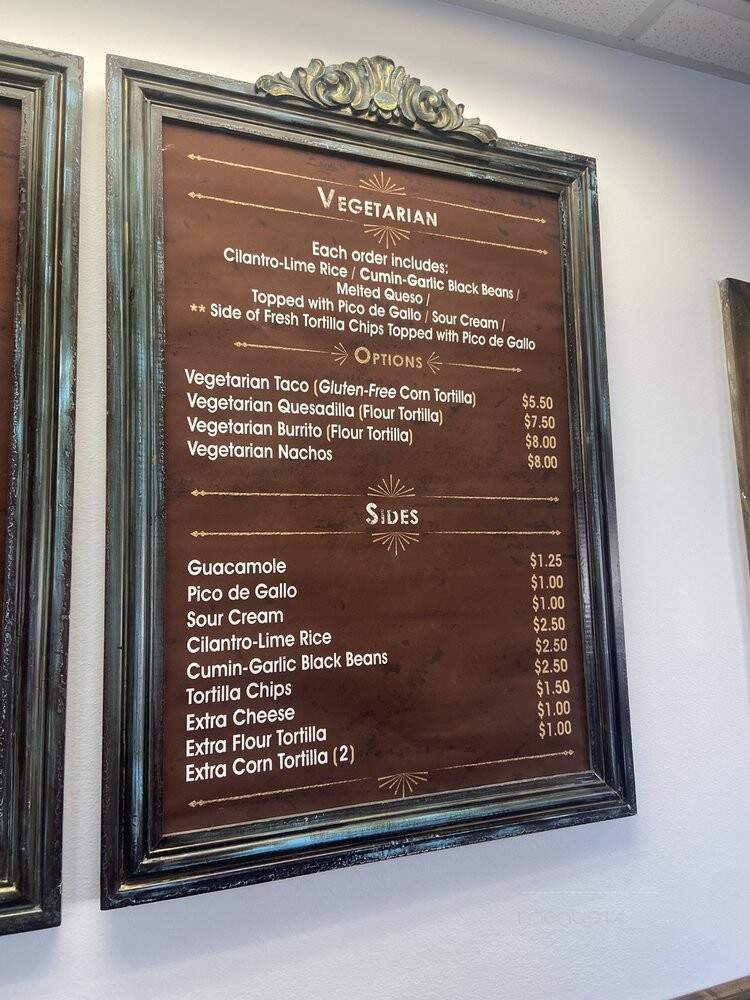 VEGETARIAN
Each order includes:
Cilantro-Lime Rice / Cumin-Garlic Black Beans /
Melted Queso /
Topped with Pico de Gallo / Sour Cream /
** Side of Fresh Tortilla Chips Topped with Pico de Gallo
OPTIONS
Vegetarian Taco (Gluten-Free Corn Tortilla) $5.50
Vegetarian Quesadilla (Flour Tortilla) $7.50
Vegetarian Burrito (Flour Tortilla) $8.00
Vegetarian Nachos $8.00
SIDES
Guacamole $1.25
Pico de Gallo $1.00
Sour Cream $1.00
Cilantro-Lime Rice $2.50
Cumin-Garlic Black Beans $2.50
Tortilla Chips $2.50
Extra Cheese $1.50
Extra Flour Tortilla $1.00
Extra Corn Tortilla (2) $1.00